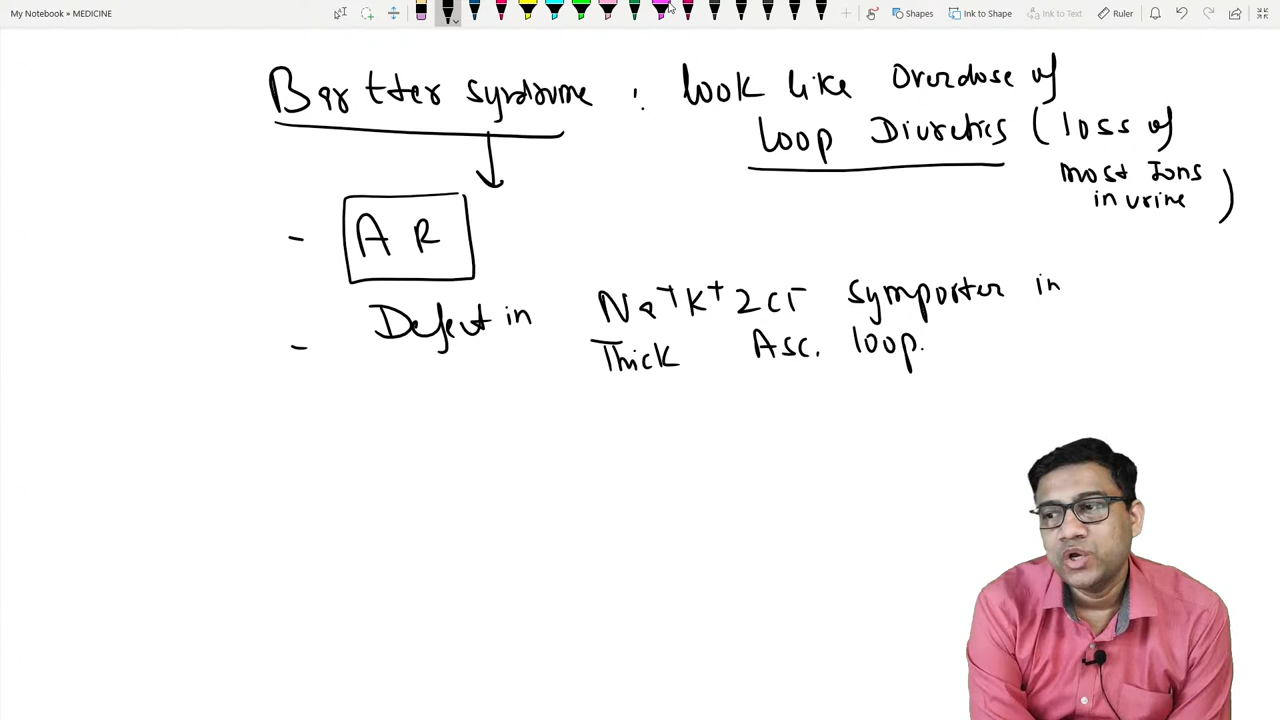 My Notebook » MEDICINE
Shapes Ink to Shape Ink to Text Ruler
Bartter syndrome : look like Overdose of
loop Diuretics ( loss of
most Ions
in urine )
- AR
- Defect in Na⁺K⁺2Cl⁻ symporter in
Thick Asc. loop.